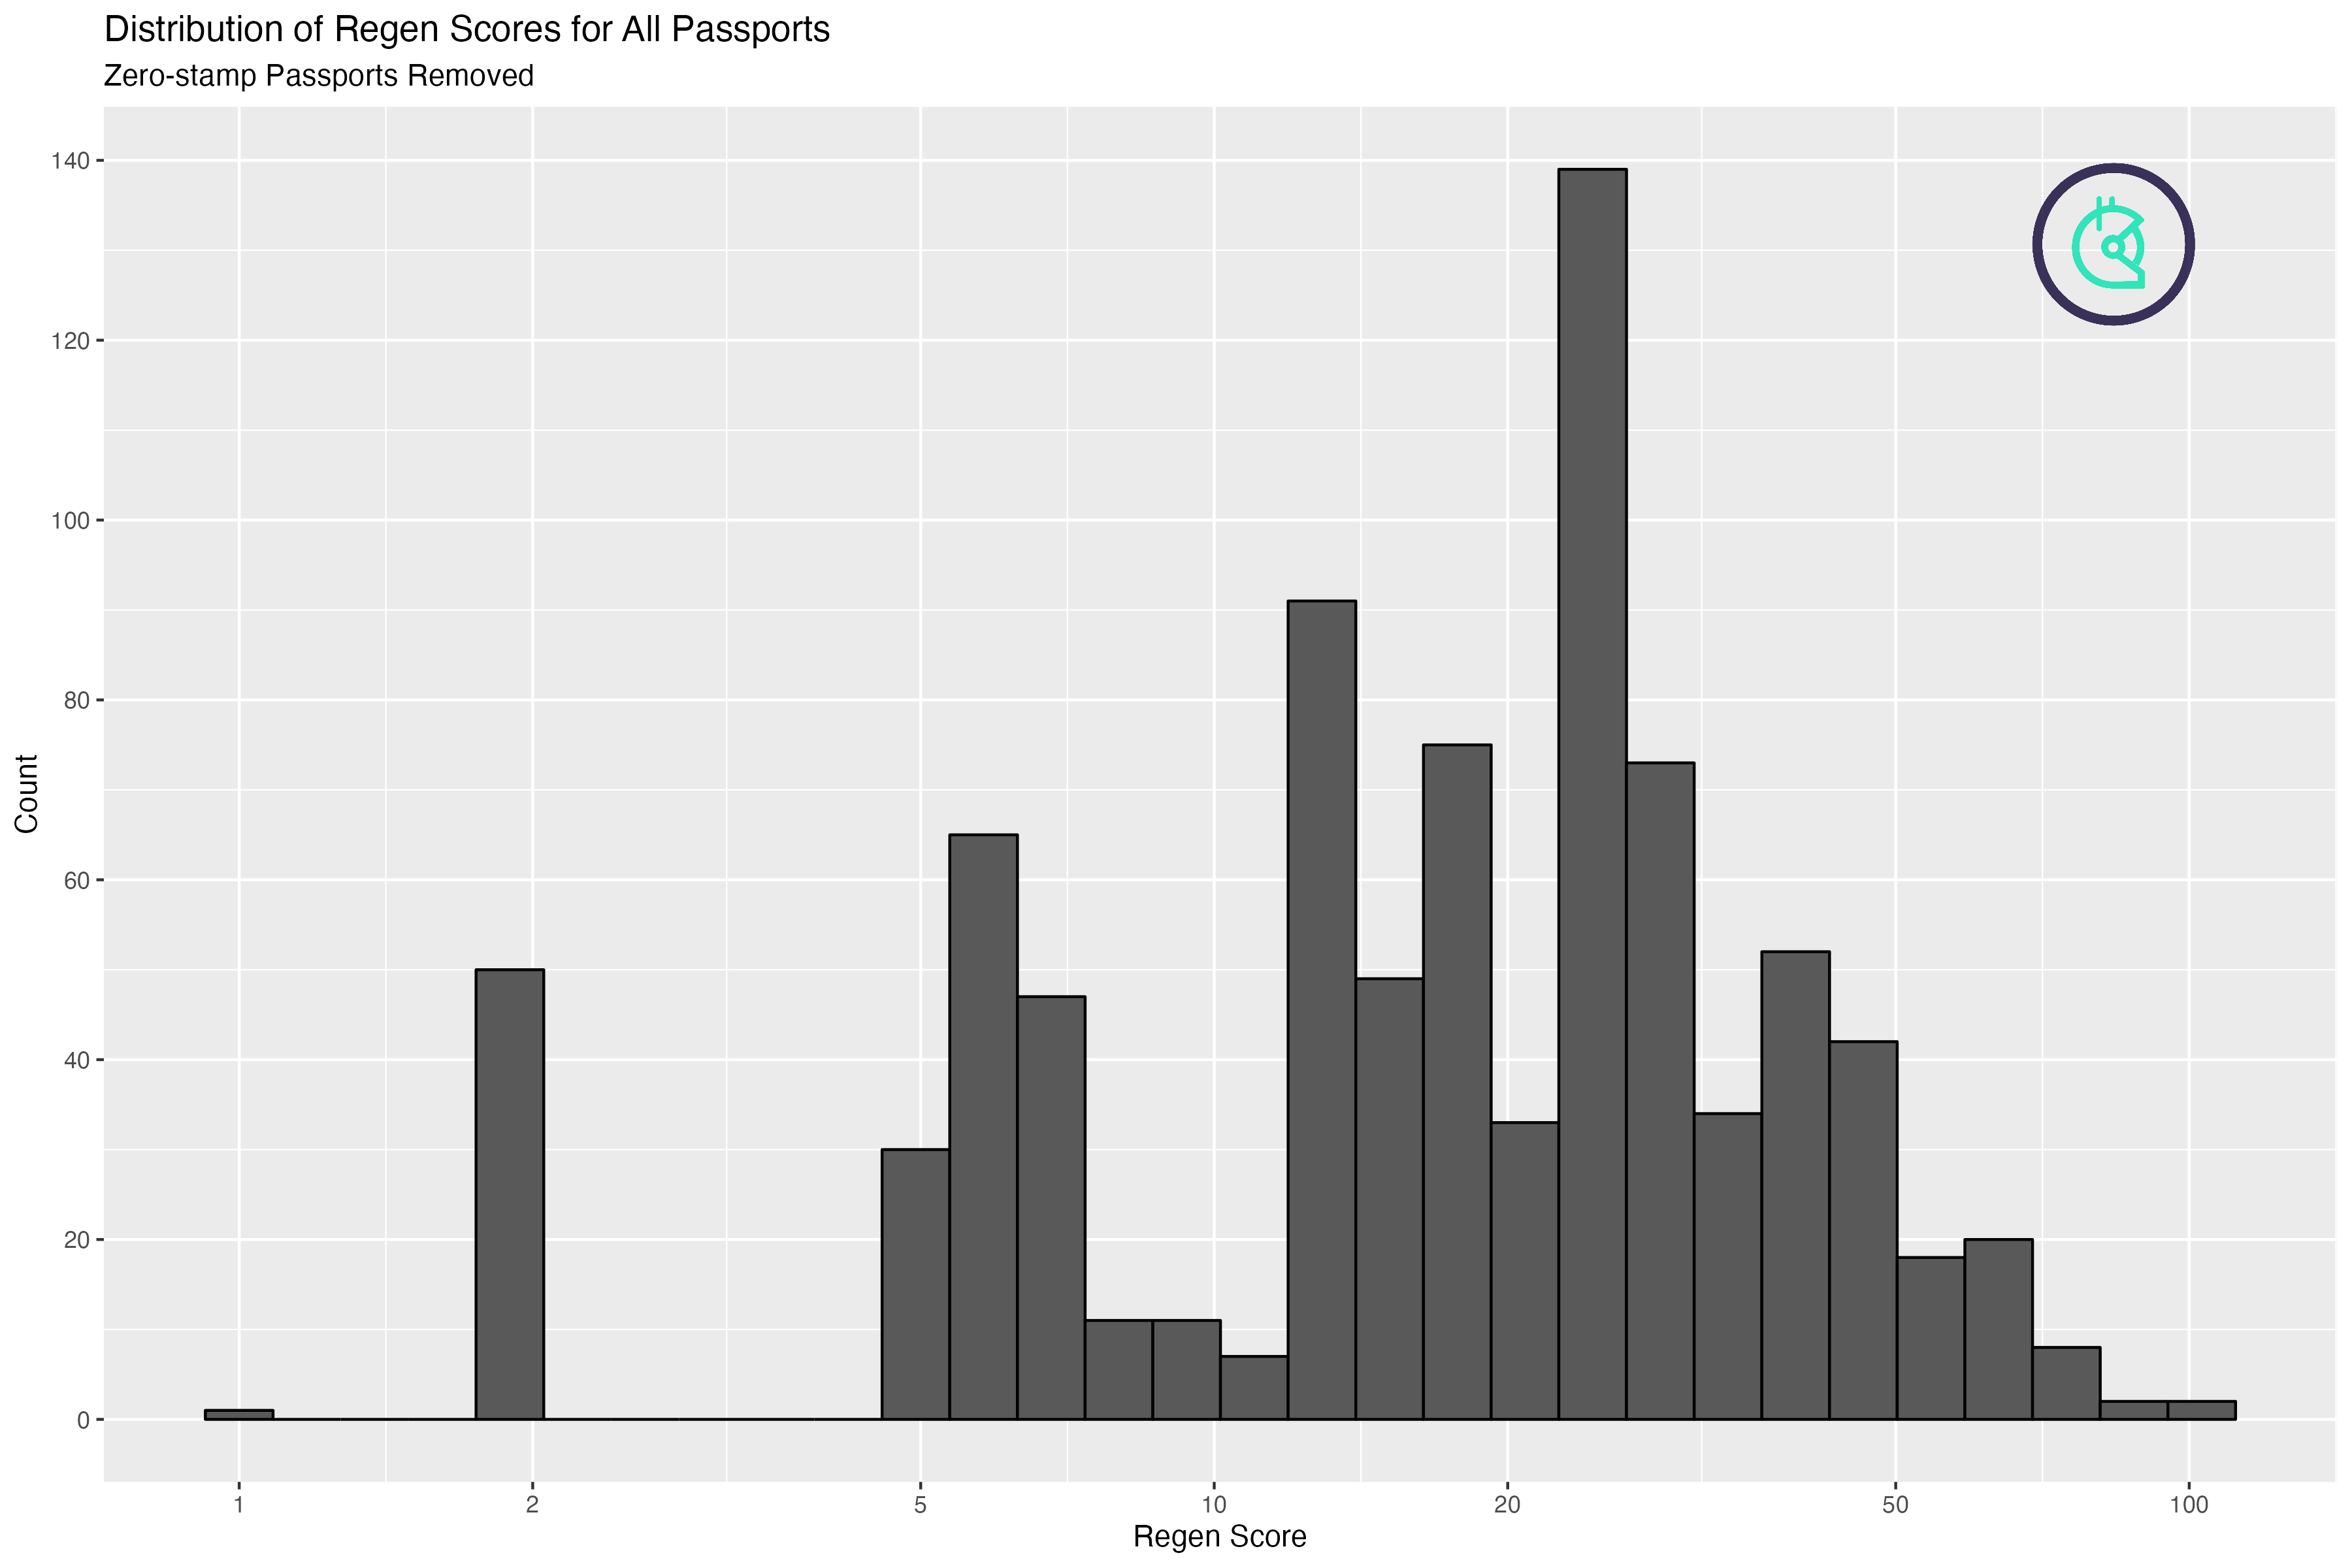 Distribution of Regen Scores for All Passports
Zero-stamp Passports Removed
140
120
100
80
60
40
20
0
Count
1 2 5 10 20 50 100
Regen Score